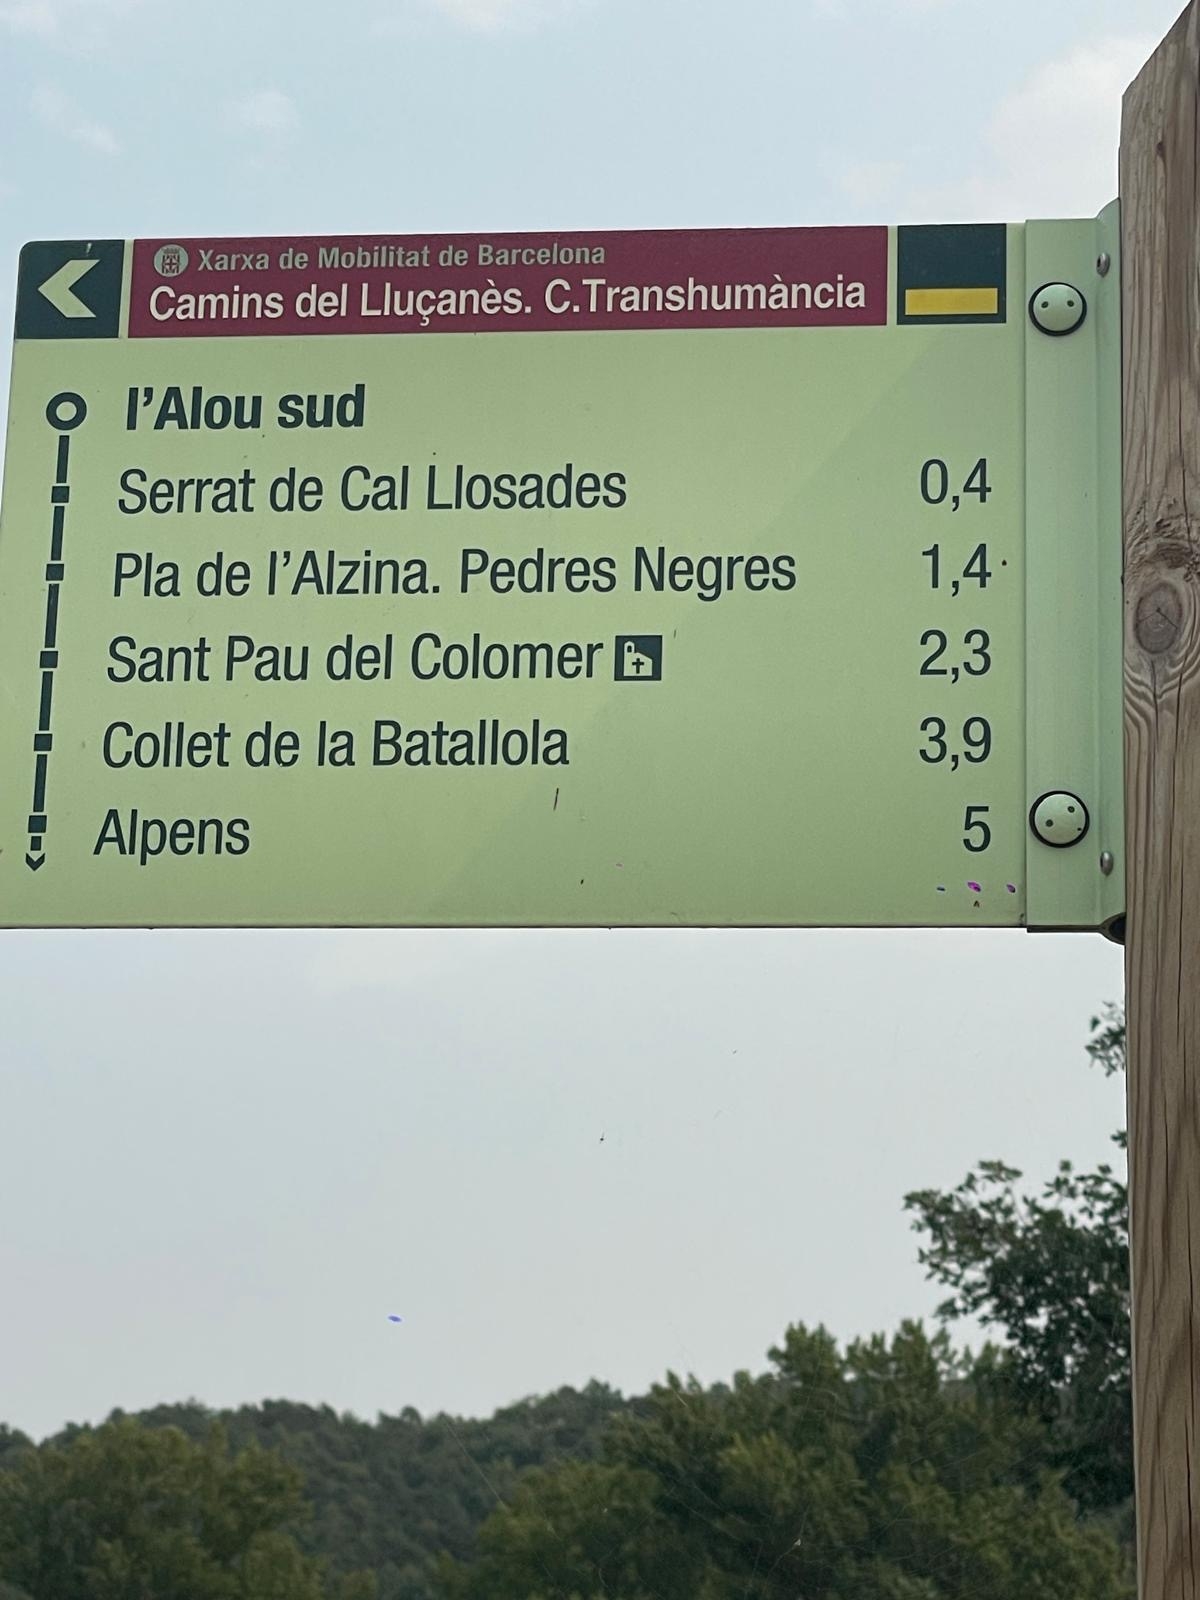 Xarxa de Mobilitat de Barcelona
Camins del Lluçanès. C.Transhumància
l'Alou sud
Serrat de Cal Llosades 0,4
Pla de l'Alzina. Pedres Negres 1,4
Sant Pau del Colomer 2,3
Collet de la Batallola 3,9
Alpens 5